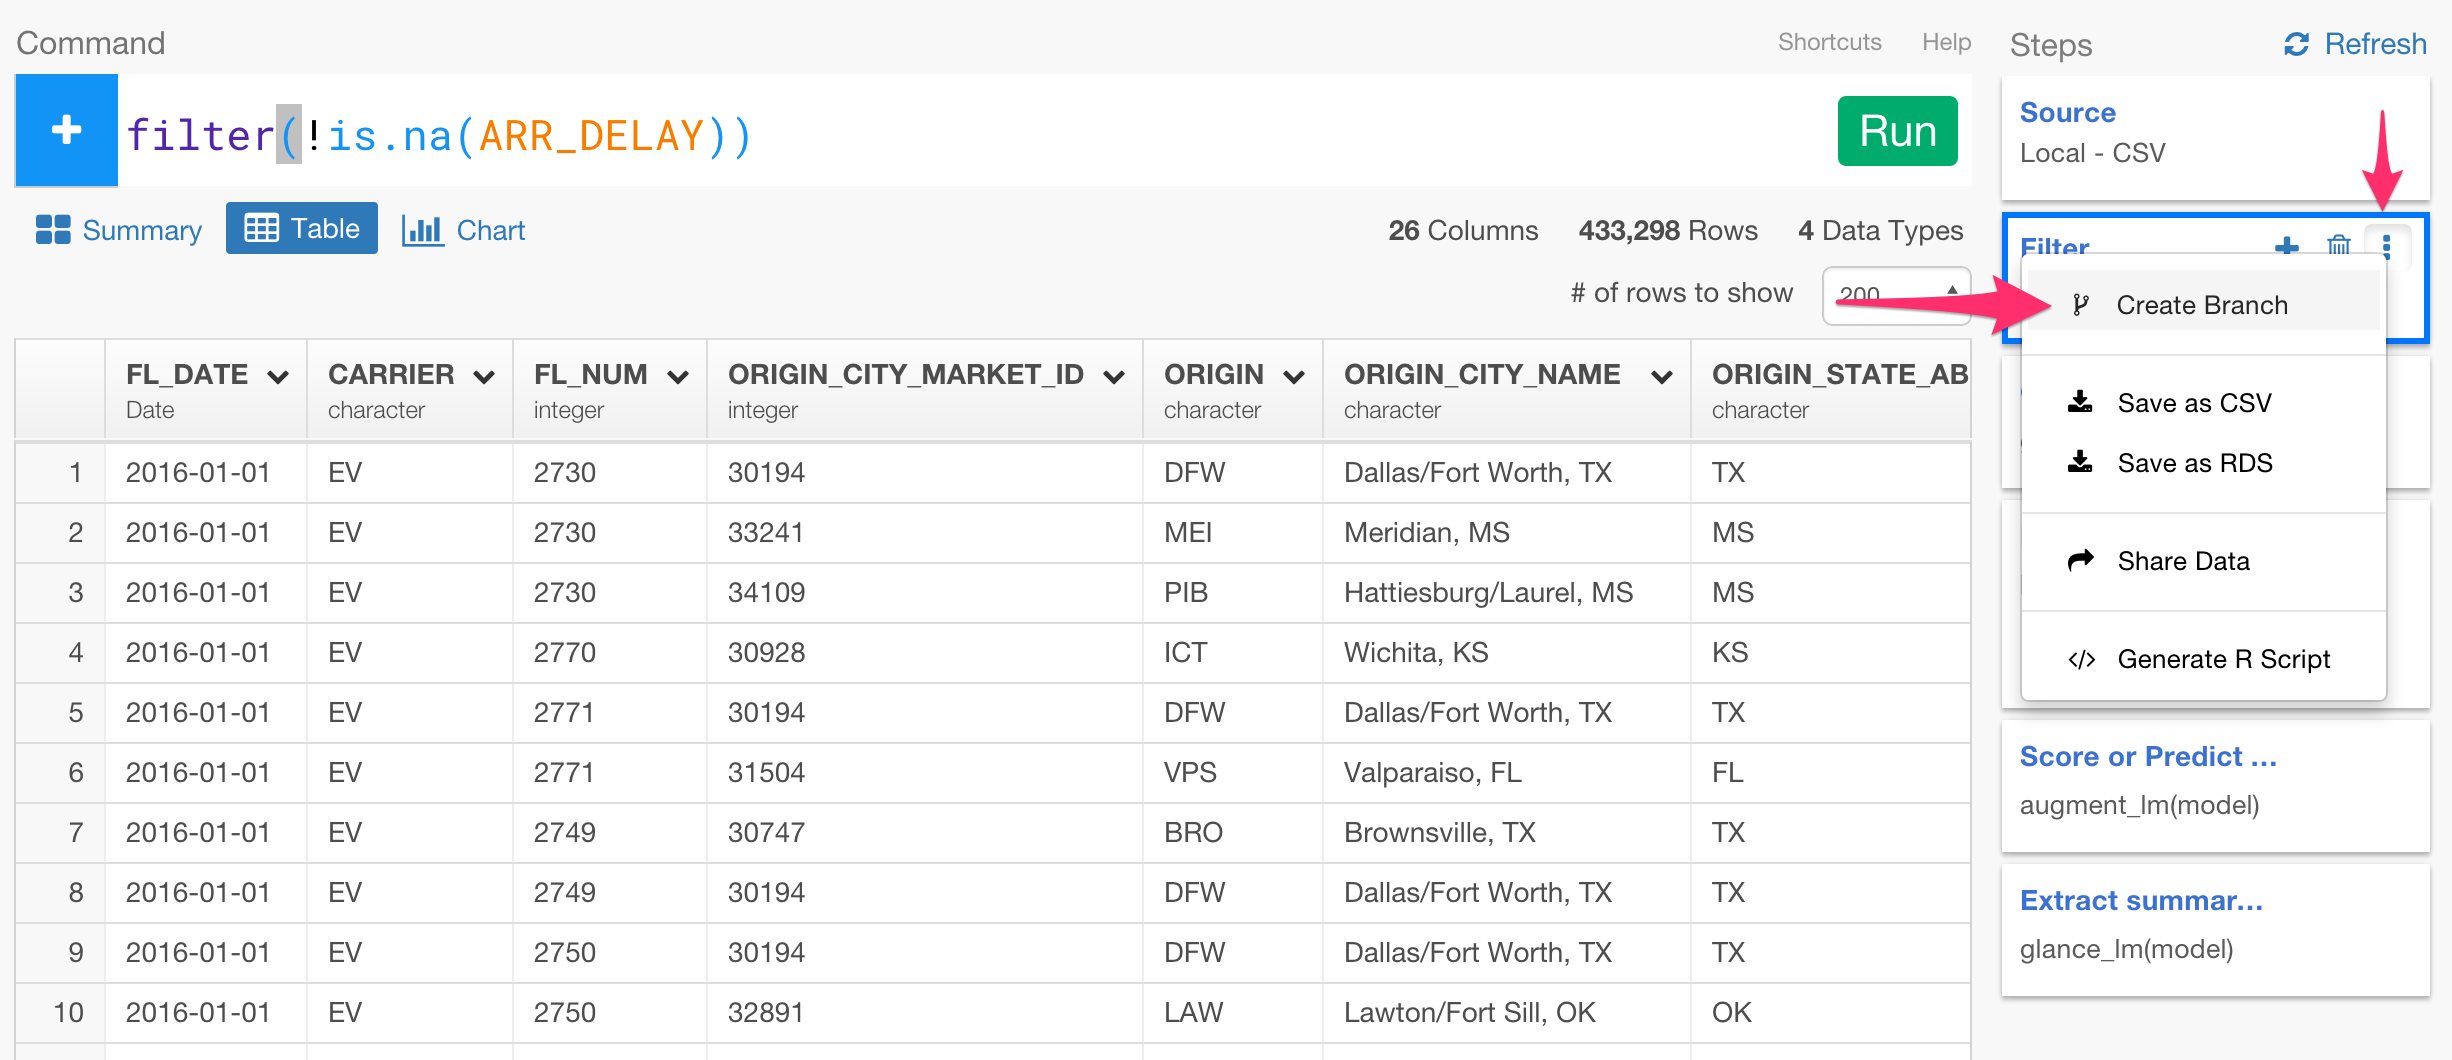 Command
Shortcuts Help
filter(!is.na(ARR_DELAY))
Run
Summary Table Chart
26 Columns 433,298 Rows 4 Data Types
# of rows to show 200
FL_DATE CARRIER FL_NUM ORIGIN_CITY_MARKET_ID ORIGIN ORIGIN_CITY_NAME ORIGIN_STATE_AB
Date character integer integer character character character
1 2016-01-01 EV 2730 30194 DFW Dallas/Fort Worth, TX TX
2 2016-01-01 EV 2730 33241 MEI Meridian, MS MS
3 2016-01-01 EV 2730 34109 PIB Hattiesburg/Laurel, MS MS
4 2016-01-01 EV 2770 30928 ICT Wichita, KS KS
5 2016-01-01 EV 2771 30194 DFW Dallas/Fort Worth, TX TX
6 2016-01-01 EV 2771 31504 VPS Valparaiso, FL FL
7 2016-01-01 EV 2749 30747 BRO Brownsville, TX TX
8 2016-01-01 EV 2749 30194 DFW Dallas/Fort Worth, TX TX
9 2016-01-01 EV 2750 30194 DFW Dallas/Fort Worth, TX TX
10 2016-01-01 EV 2750 32891 LAW Lawton/Fort Sill, OK OK
Steps Refresh
Source
Local - CSV
Filter
Create Branch
Save as CSV
Save as RDS
Share Data
</> Generate R Script
Score or Predict ...
augment_lm(model)
Extract summar...
glance_lm(model)